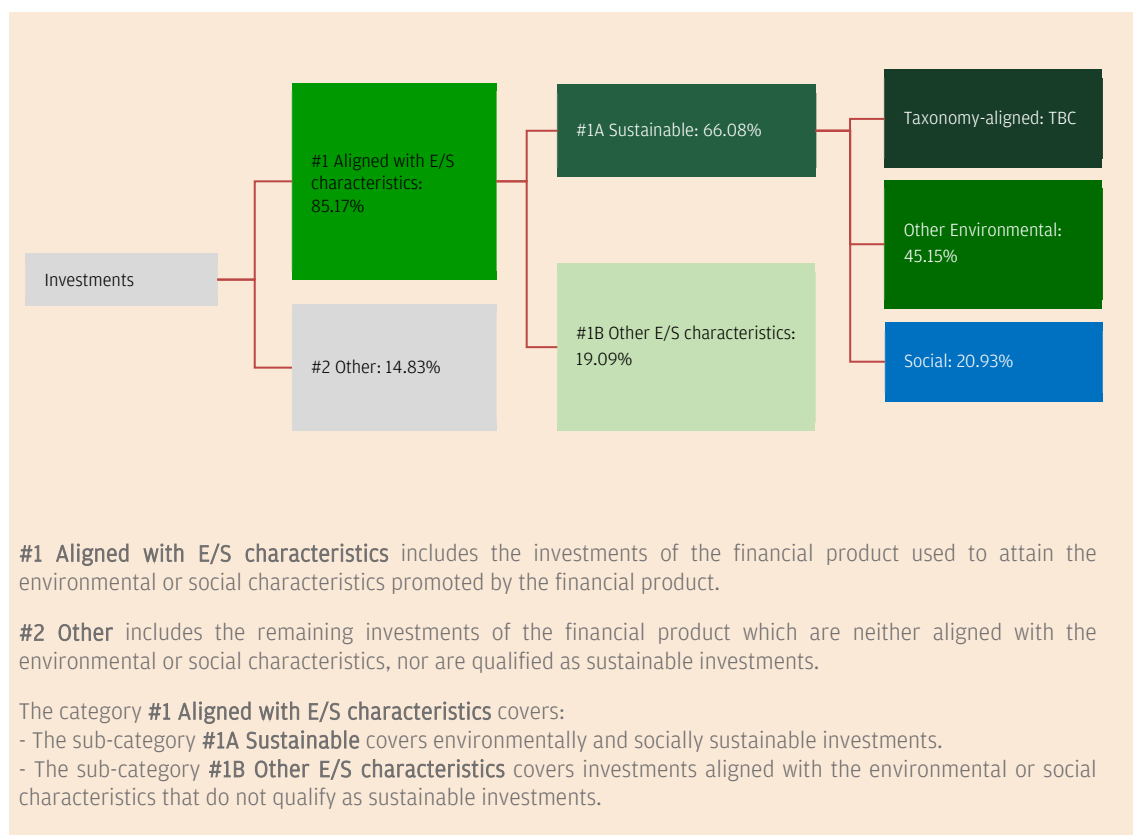 Investments
#1 Aligned with E/S
characteristics:
85.17%
#2 Other: 14.83%
#1A Sustainable: 66.08%
#1B Other E/S characteristics:
19.09%
Taxonomy-aligned: TBC
Other Environmental:
45.15%
Social: 20.93%
#1 Aligned with E/S characteristics includes the investments of the financial product used to attain the
environmental or social characteristics promoted by the financial product.
#2 Other includes the remaining investments of the financial product which are neither aligned with the
environmental or social characteristics, nor are qualified as sustainable investments.
The category #1 Aligned with E/S characteristics covers:
- The sub-category #1A Sustainable covers environmentally and socially sustainable investments.
- The sub-category #1B Other E/S characteristics covers investments aligned with the environmental or social
characteristics that do not qualify as sustainable investments.